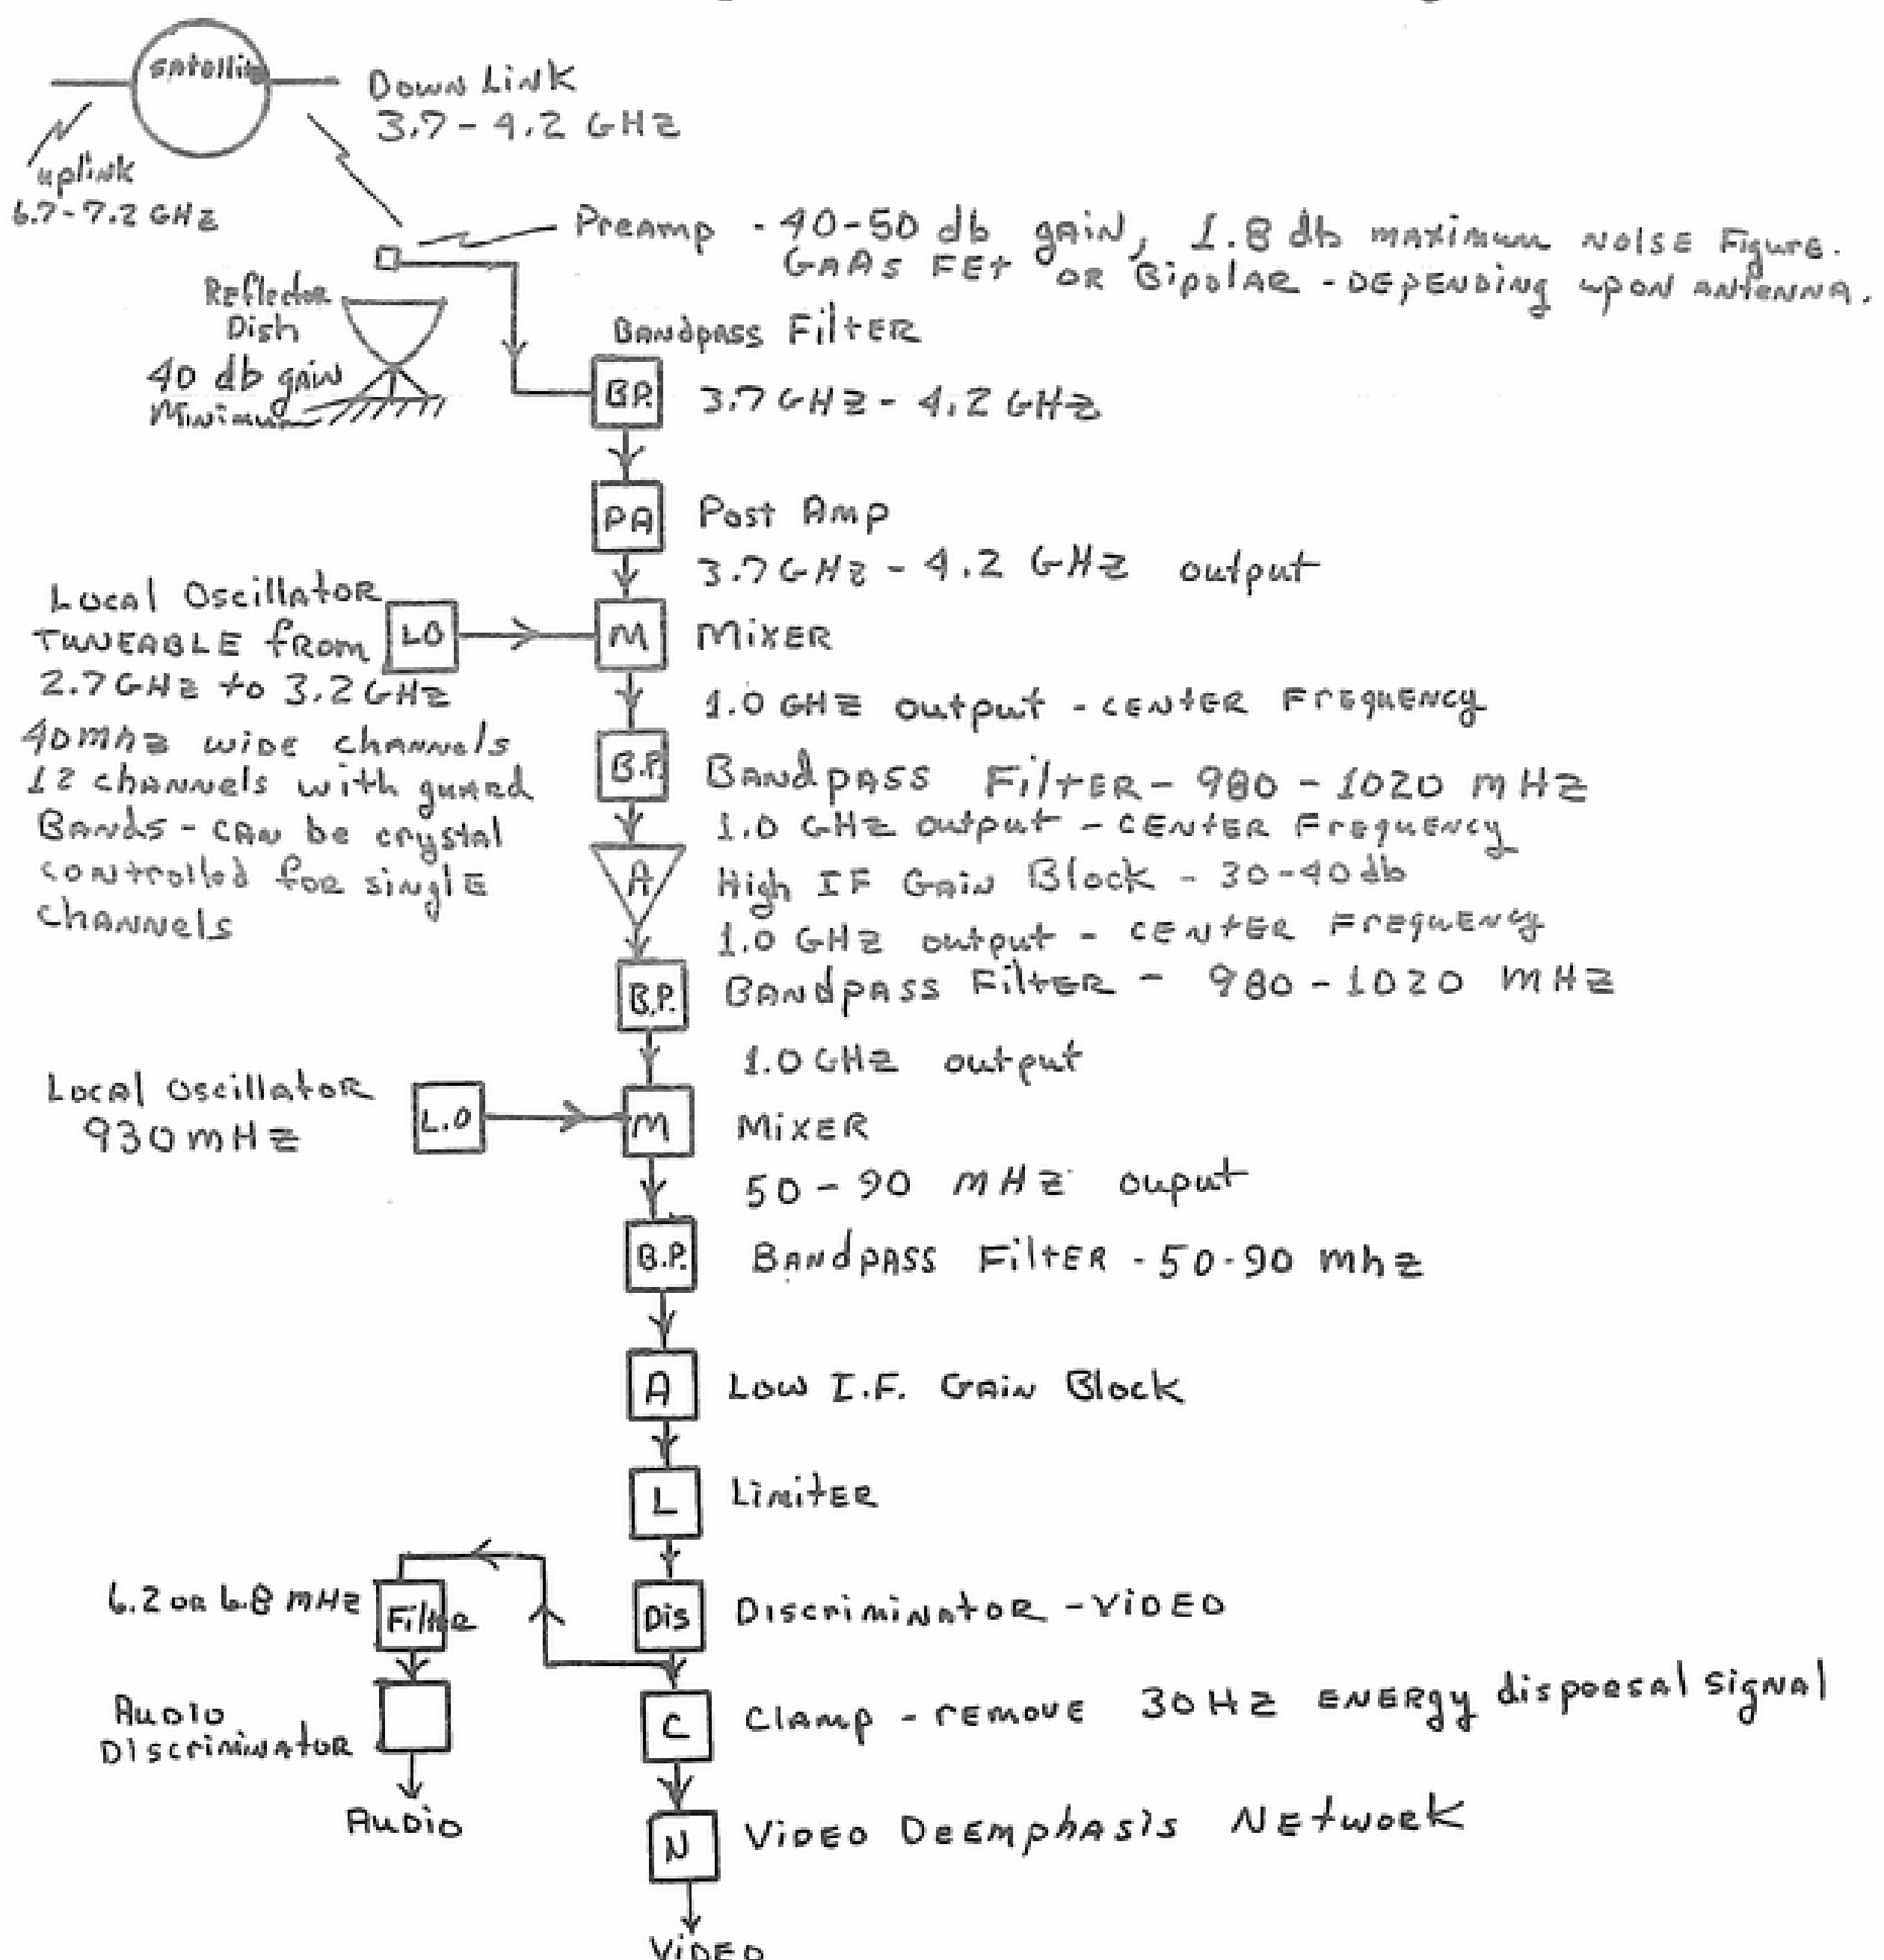 satellite
Down Link
3.7 - 4.2 GHz
uplink
6.7 - 7.2 GHz
Preamp - 40-50 db gain, 1.8 db maximum noise Figure.
GaAs FEt or Bipolar - depending upon antenna.
Reflector
Dish
40 db gain
Minimum
Bandpass Filter
B.P.
3.7 GHz - 4.2 GHz
PA
Post Amp
3.7 GHz - 4.2 GHz output
Local Oscillator
tuneable from
2.7 GHz to 3.2 GHz
40 mhz wide channels
12 channels with guard
Bands - can be crystal
controlled for single
channels
LO
M
Mixer
1.0 GHz output - center Frequency
B.P.
Bandpass Filter - 980 - 1020 mHz
1.0 GHz output - center Frequency
A
High IF Gain Block - 30-40 db
1.0 GHz output - center Frequency
B.P.
Bandpass Filter - 980 - 1020 mHz
1.0 GHz output
Local Oscillator
930 mHz
L.O
M
Mixer
50 - 90 mHz ouput
B.P.
Bandpass Filter - 50-90 mhz
A
Low I.F. Gain Block
L
Limiter
6.2 or 6.8 mHz
Filter
Dis
Discriminator - Video
Audio
Discriminator
Audio
C
Clamp - remove 30 Hz energy dispersal signal
N
Video Deemphasis Network
Video